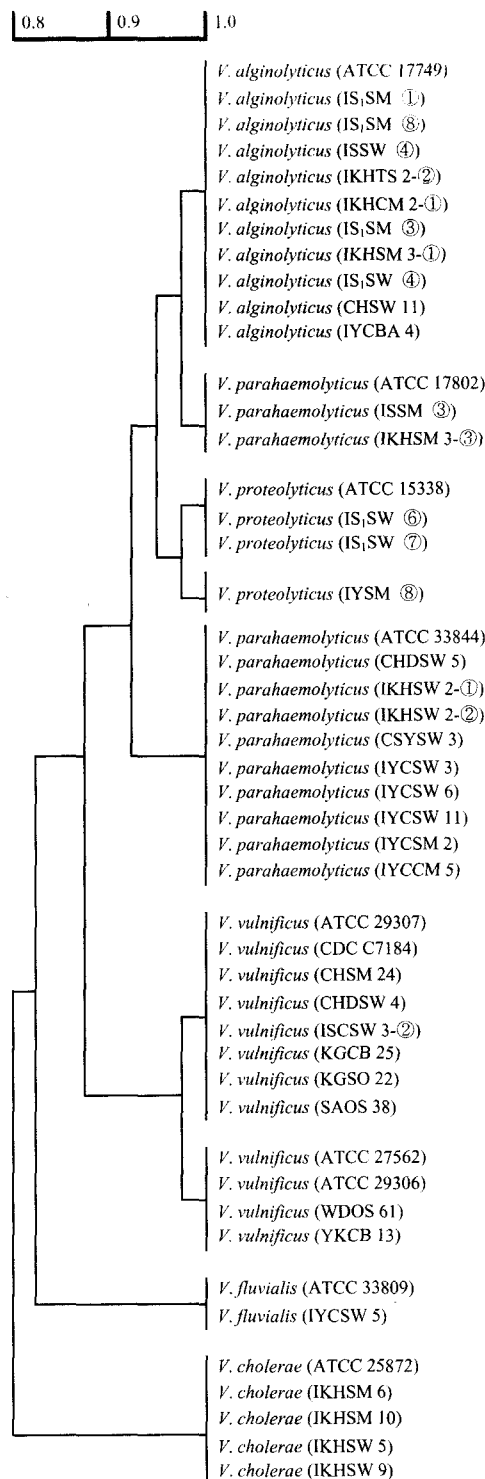 0.8 0.9 1.0
V. alginolyticus (ATCC 17749)
V. alginolyticus (IS₁SM ①)
V. alginolyticus (IS₁SM ⑧)
V. alginolyticus (ISSW ④)
V. alginolyticus (IKHTS 2-②)
V. alginolyticus (IKHCM 2-①)
V. alginolyticus (IS₁SM ③)
V. alginolyticus (IKHSM 3-①)
V. alginolyticus (IS₁SW ④)
V. alginolyticus (CHSW 11)
V. alginolyticus (IYCBA 4)
V. parahaemolyticus (ATCC 17802)
V. parahaemolyticus (ISSM ③)
V. parahaemolyticus (IKHSM 3-③)
V. proteolyticus (ATCC 15338)
V. proteolyticus (IS₁SW ⑥)
V. proteolyticus (IS₁SW ⑦)
V. proteolyticus (IYSM ⑧)
V. parahaemolyticus (ATCC 33844)
V. parahaemolyticus (CHDSW 5)
V. parahaemolyticus (IKHSW 2-①)
V. parahaemolyticus (IKHSW 2-②)
V. parahaemolyticus (CSYSW 3)
V. parahaemolyticus (IYCSW 3)
V. parahaemolyticus (IYCSW 6)
V. parahaemolyticus (IYCSW 11)
V. parahaemolyticus (IYCSM 2)
V. parahaemolyticus (IYCCM 5)
V. vulnificus (ATCC 29307)
V. vulnificus (CDC C7184)
V. vulnificus (CHSM 24)
V. vulnificus (CHDSW 4)
V. vulnificus (ISCSW 3-②)
V. vulnificus (KGCB 25)
V. vulnificus (KGSO 22)
V. vulnificus (SAOS 38)
V. vulnificus (ATCC 27562)
V. vulnificus (ATCC 29306)
V. vulnificus (WDOS 61)
V. vulnificus (YKCB 13)
V. fluvialis (ATCC 33809)
V. fluvialis (IYCSW 5)
V. cholerae (ATCC 25872)
V. cholerae (IKHSM 6)
V. cholerae (IKHSM 10)
V. cholerae (IKHSW 5)
V. cholerae (IKHSW 9)